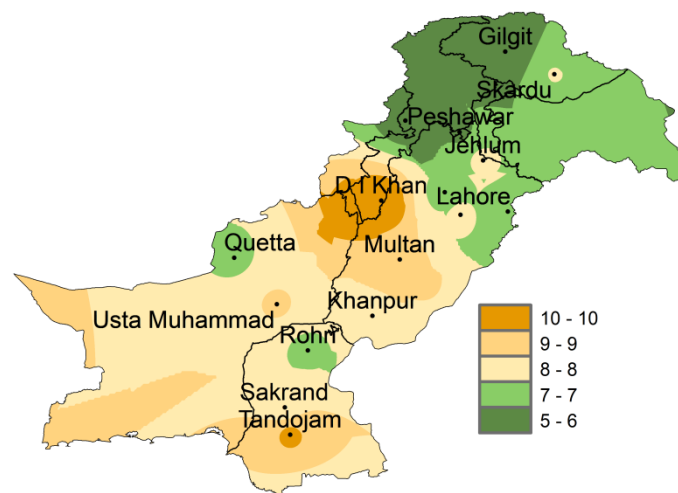 Gilgit
Skardu
Peshawar
Jehlum
D I Khan
Lahore
Quetta
Multan
Usta Muhammad
Khanpur
Rohri
Sakrand
Tandojam
10 - 10
9 - 9
8 - 8
7 - 7
5 - 6